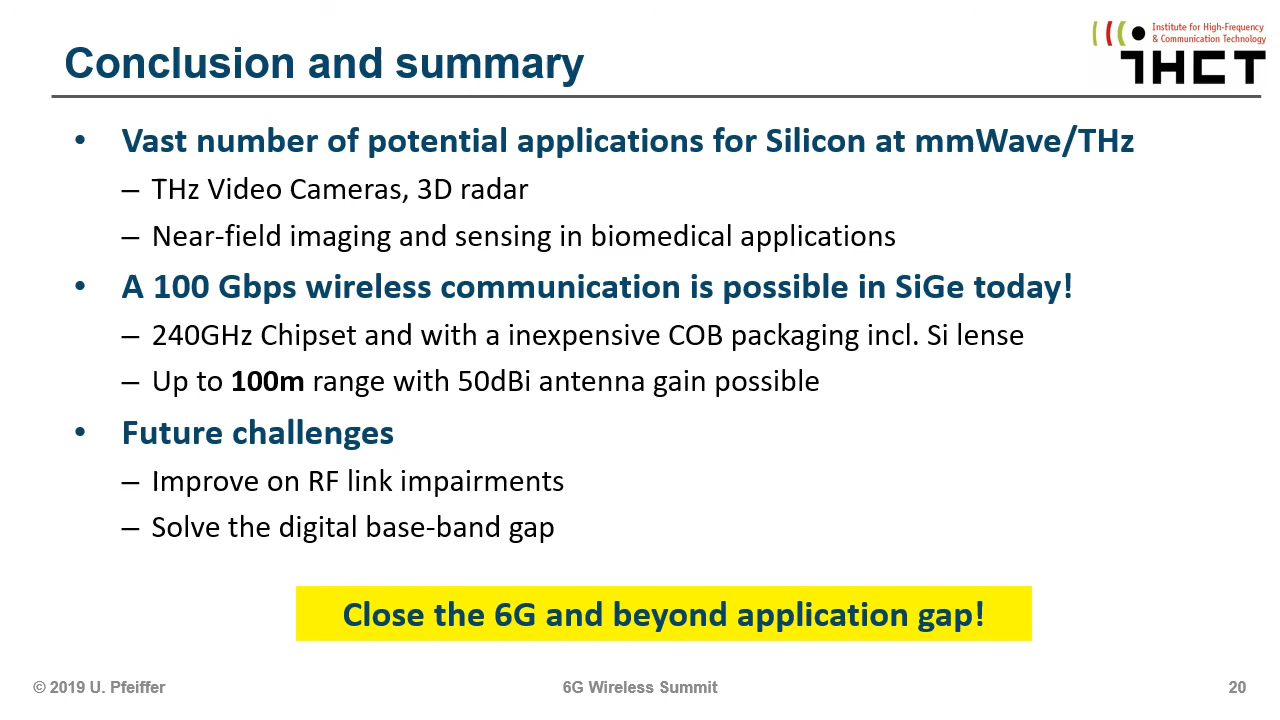 Conclusion and summary
Institute for High-Frequency
& Communication Technology
IHCT
• Vast number of potential applications for Silicon at mmWave/THz
– THz Video Cameras, 3D radar
– Near-field imaging and sensing in biomedical applications
• A 100 Gbps wireless communication is possible in SiGe today!
– 240GHz Chipset and with a inexpensive COB packaging incl. Si lense
– Up to 100m range with 50dBi antenna gain possible
• Future challenges
– Improve on RF link impairments
– Solve the digital base-band gap
Close the 6G and beyond application gap!
© 2019 U. Pfeiffer
6G Wireless Summit
20